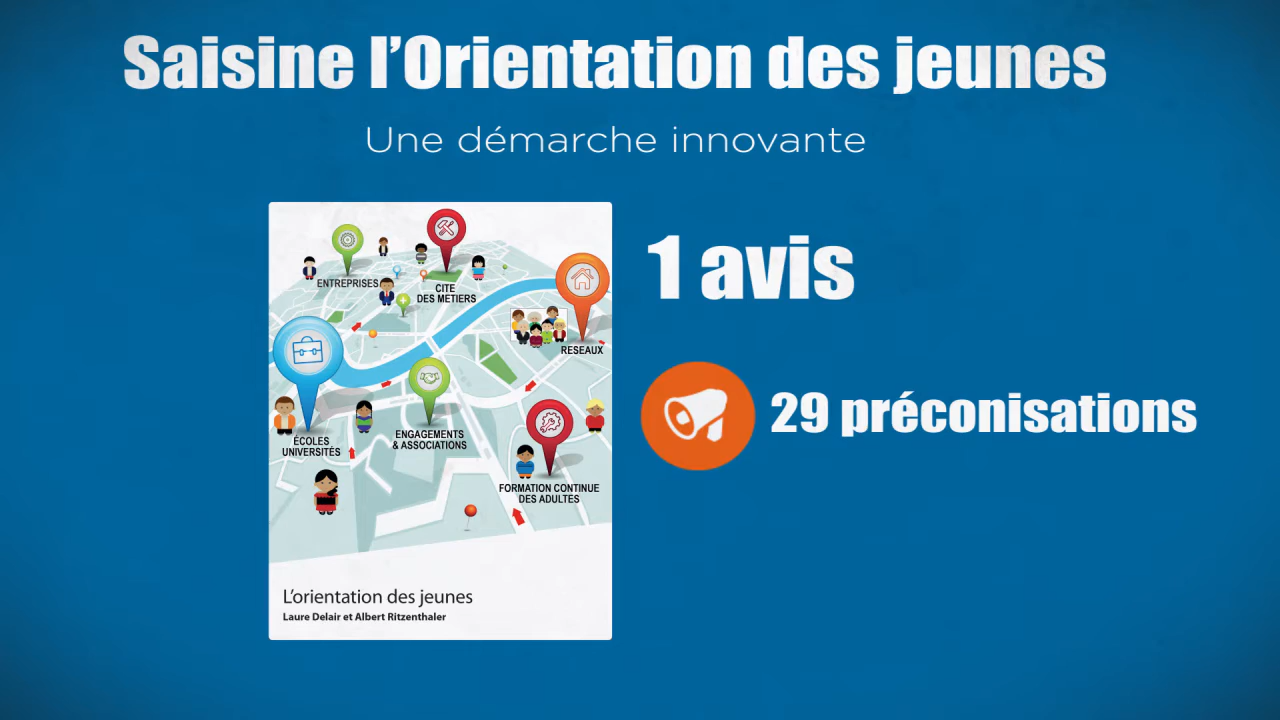 Saisine l'Orientation des jeunes
Une démarche innovante
1 avis
29 préconisations
ENTREPRISES
CITE
DES METIERS
RESEAUX
ÉCOLES
UNIVERSITÉS
ENGAGEMENTS
& ASSOCIATIONS
FORMATION CONTINUE
DES ADULTES
L'orientation des jeunes
Laure Delair et Albert Ritzenthaler